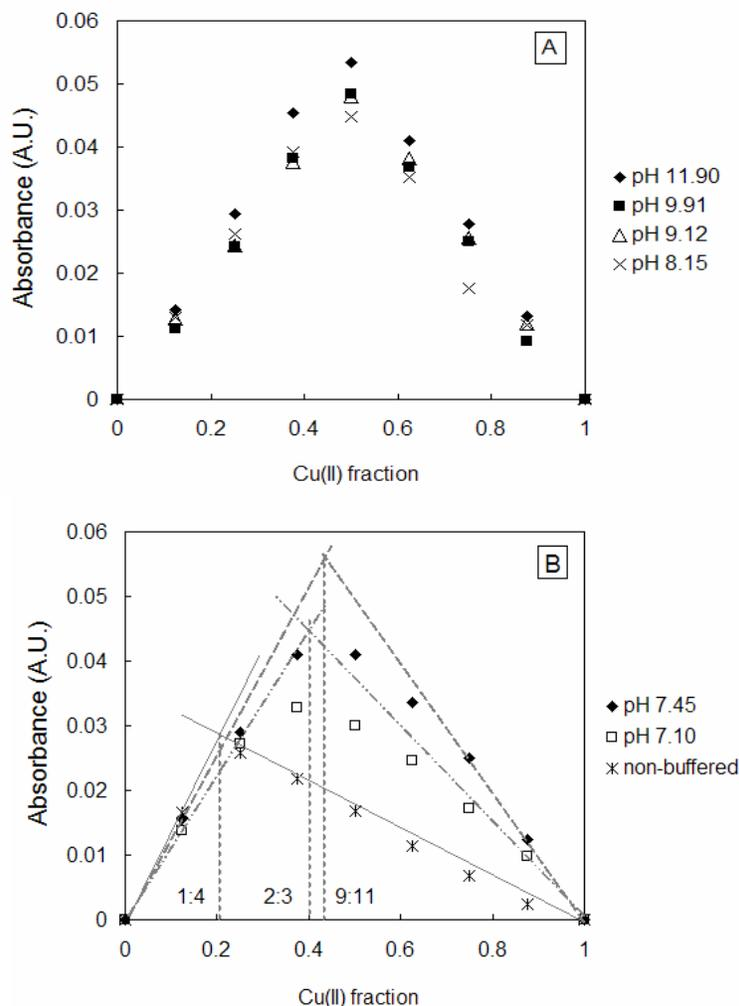 A
Absorbance (A.U.)
0.06
0.05
0.04
0.03
0.02
0.01
0
0 0.2 0.4 0.6 0.8 1
Cu(II) fraction
pH 11.90
pH 9.91
pH 9.12
pH 8.15
B
Absorbance (A.U.)
0.06
0.05
0.04
0.03
0.02
0.01
0
1:4 2:3 9:11
0 0.2 0.4 0.6 0.8 1
Cu(II) fraction
pH 7.45
pH 7.10
non-buffered